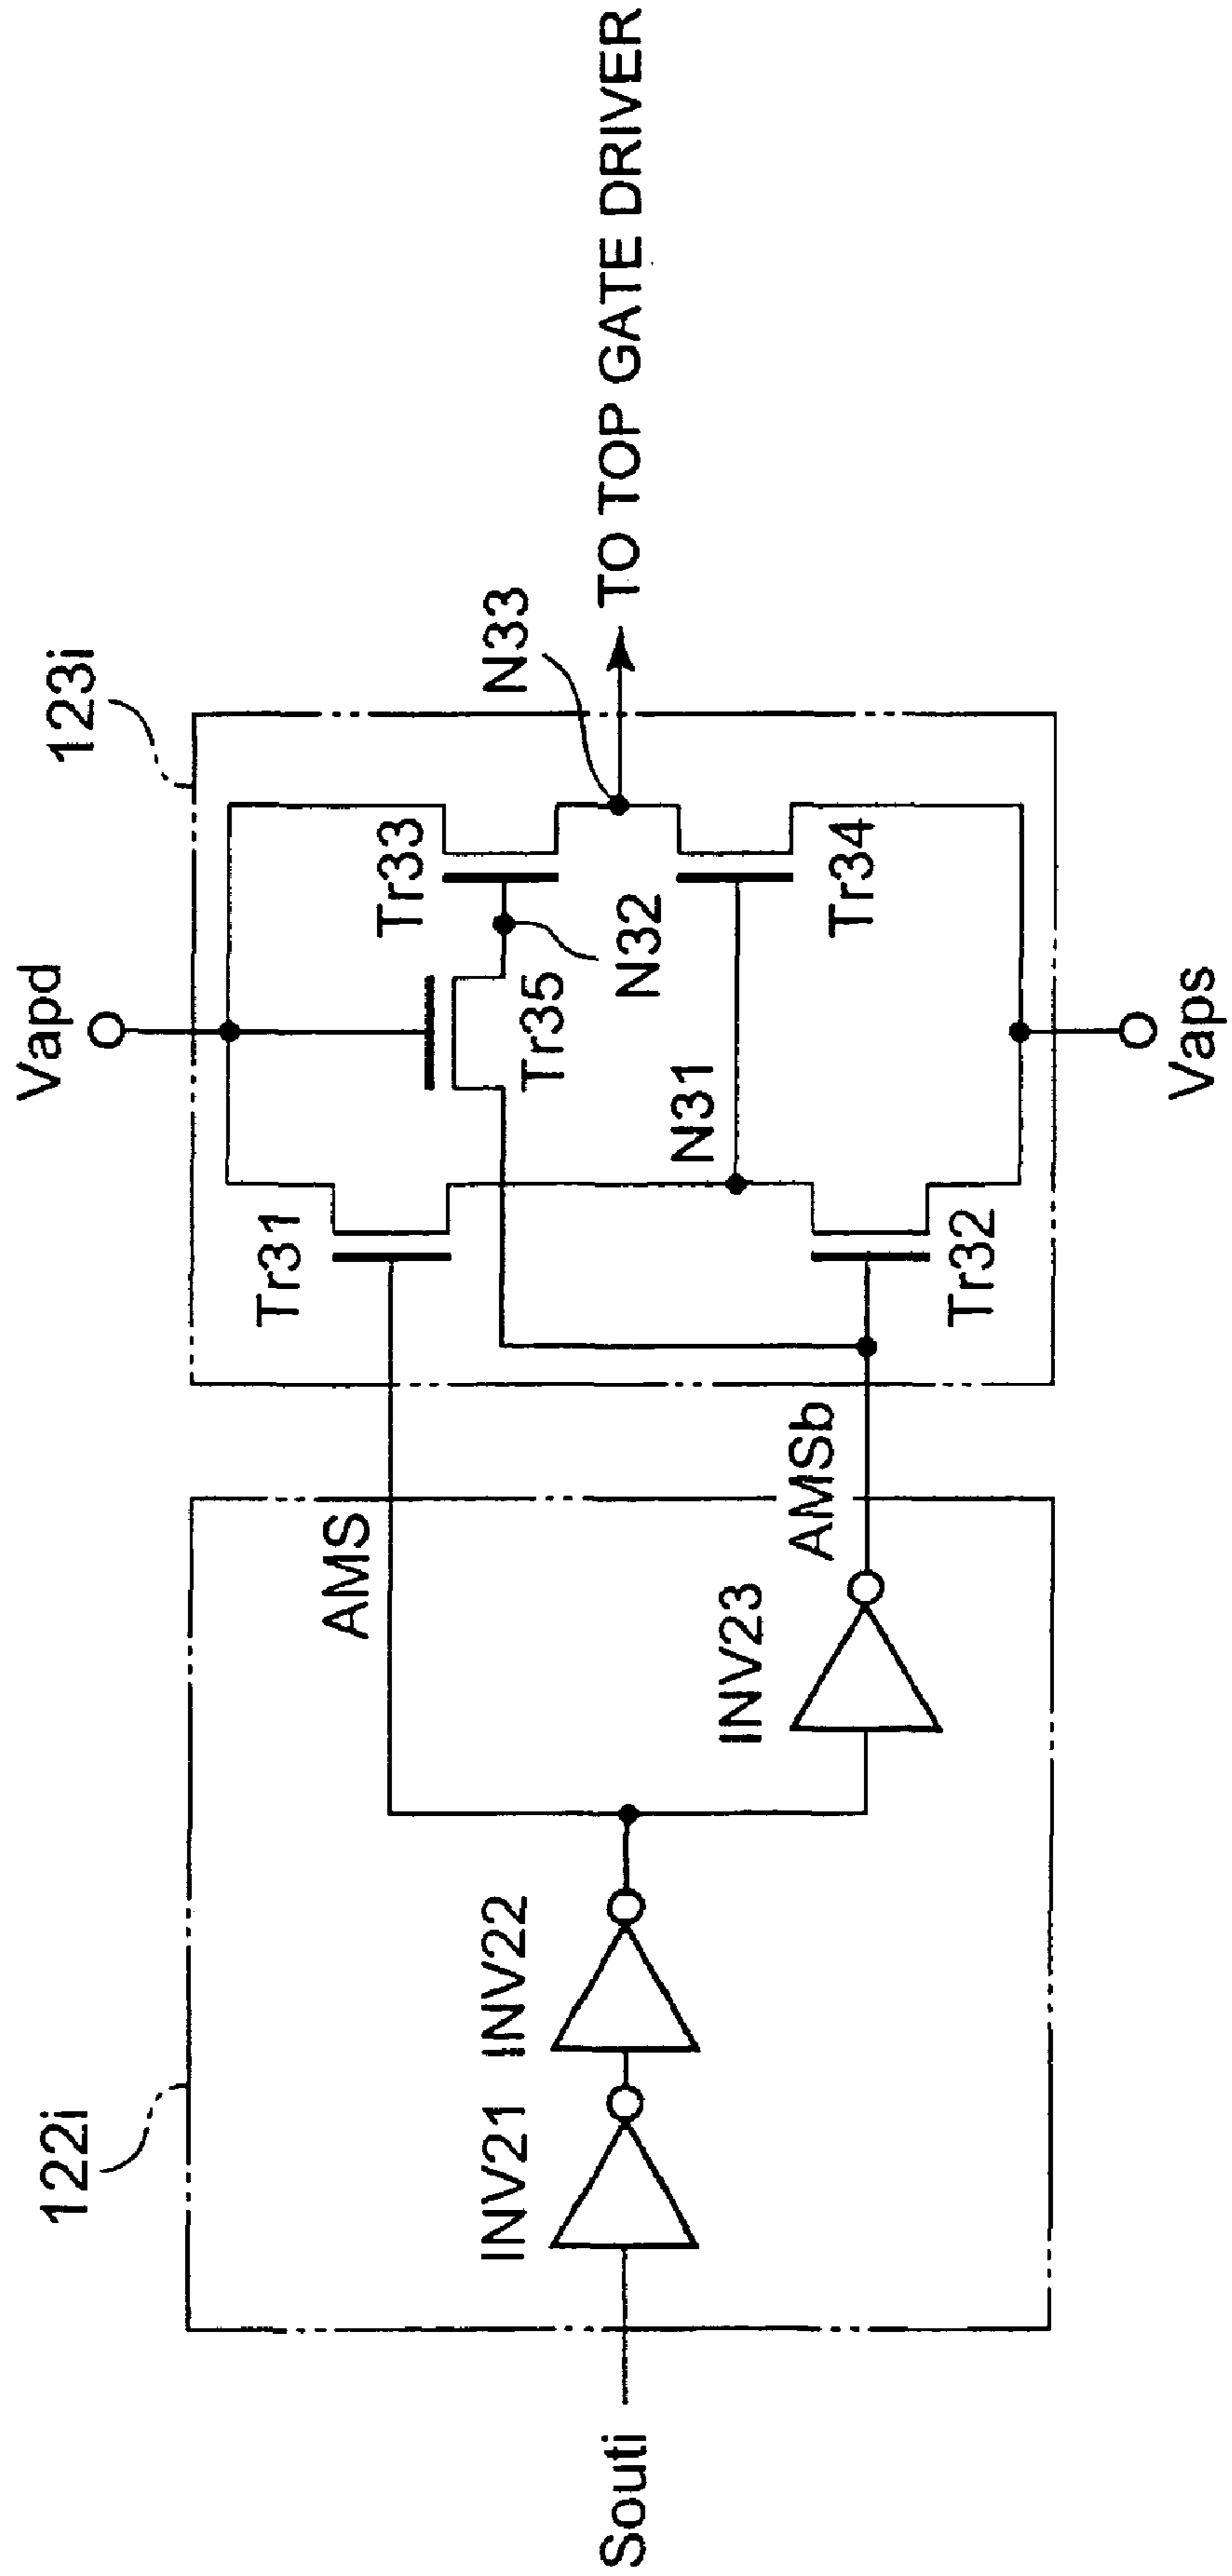 122i
123i
Vapd
Souti
INV21
INV22
INV23
AMS
AMSb
Tr31
Tr32
Tr33
Tr34
Tr35
N31
N32
N33
TO TOP GATE DRIVER
Vaps